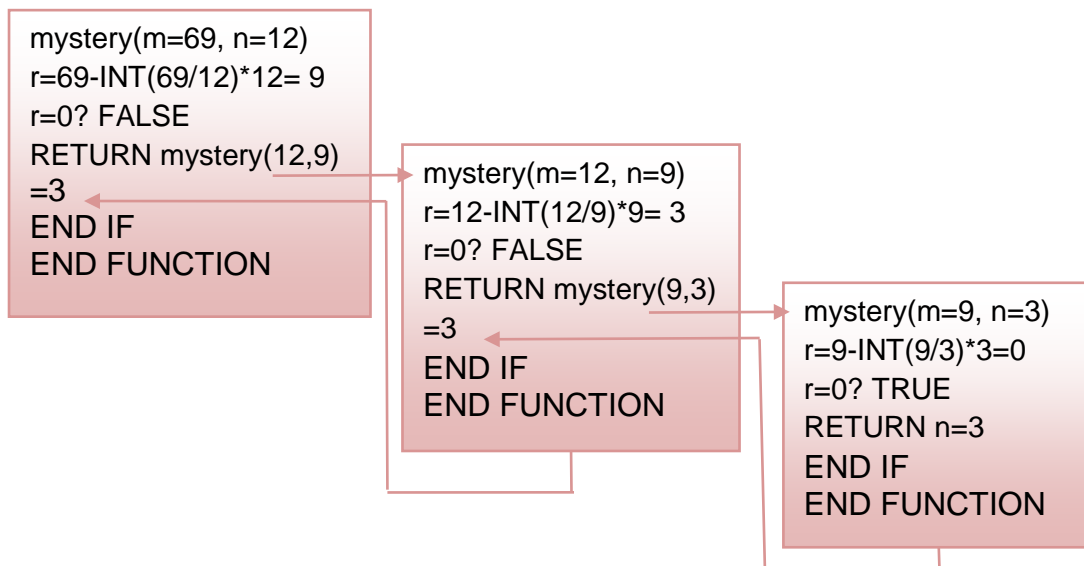 mystery(m=69, n=12)
r=69-INT(69/12)*12= 9
r=0? FALSE
RETURN mystery(12,9)
=3
END IF
END FUNCTION
mystery(m=12, n=9)
r=12-INT(12/9)*9= 3
r=0? FALSE
RETURN mystery(9,3)
=3
END IF
END FUNCTION
mystery(m=9, n=3)
r=9-INT(9/3)*3=0
r=0? TRUE
RETURN n=3
END IF
END FUNCTION